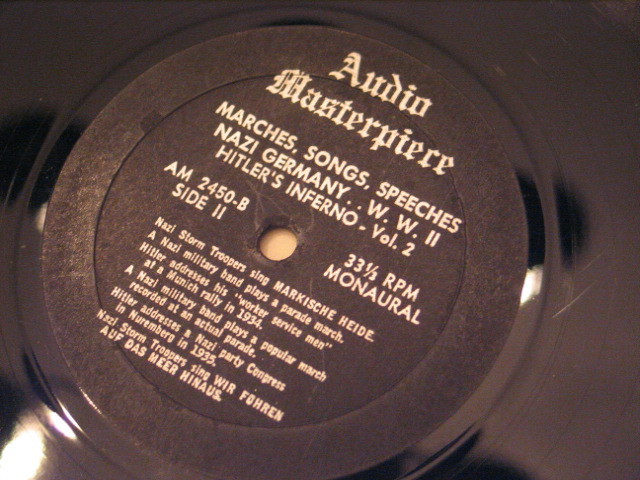 Audio
Masterpiece
MARCHES, SONGS, SPEECHES
NAZI GERMANY . . W. W. II
HITLER'S INFERNO - Vol. 2
AM 2450-B
SIDE II
33⅓ RPM
MONAURAL
Nazi Storm Troopers sing MARKISCHE HEIDE.
A Nazi military band plays a parade march.
Hitler addresses his "worker service men"
at a Munich rally in 1934.
A Nazi military band plays a popular march
recorded at an actual parade.
Hitler addresses a Nazi party Congress
in Nuremberg in 1935.
Nazi Storm Troopers sing WIR FUHREN
AUF DAS MEER HINAUS.